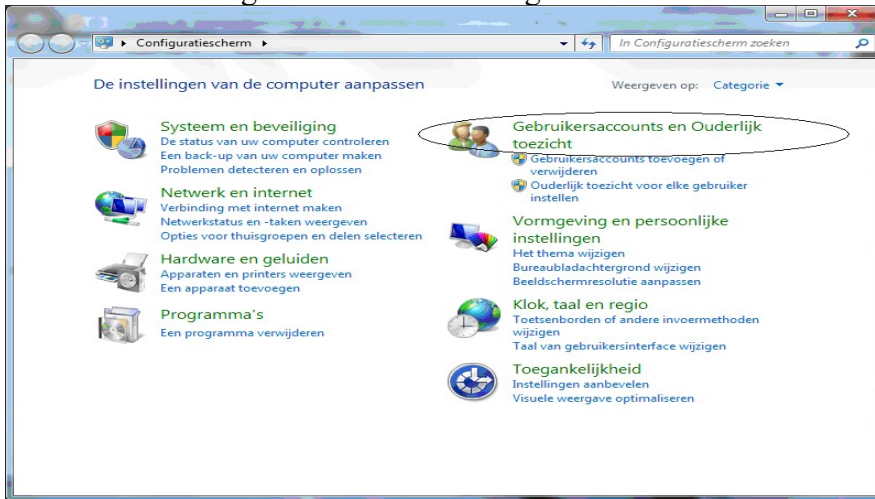 Configuratiescherm
In Configuratiescherm zoeken
De instellingen van de computer aanpassen
Weergeven op: Categorie
Systeem en beveiliging
De status van uw computer controleren
Een back-up van uw computer maken
Problemen detecteren en oplossen
Netwerk en internet
Verbinding met internet maken
Netwerkstatus en -taken weergeven
Opties voor thuisgroepen en delen selecteren
Hardware en geluiden
Apparaten en printers weergeven
Een apparaat toevoegen
Programma's
Een programma verwijderen
Gebruikersaccounts en Ouderlijk
toezicht
Gebruikersaccounts toevoegen of
verwijderen
Ouderlijk toezicht voor elke gebruiker
instellen
Vormgeving en persoonlijke
instellingen
Het thema wijzigen
Bureaubladachtergrond wijzigen
Beeldschermresolutie aanpassen
Klok, taal en regio
Toetsenborden of andere invoermethoden
wijzigen
Taal van gebruikersinterface wijzigen
Toegankelijkheid
Instellingen aanbevelen
Visuele weergave optimaliseren